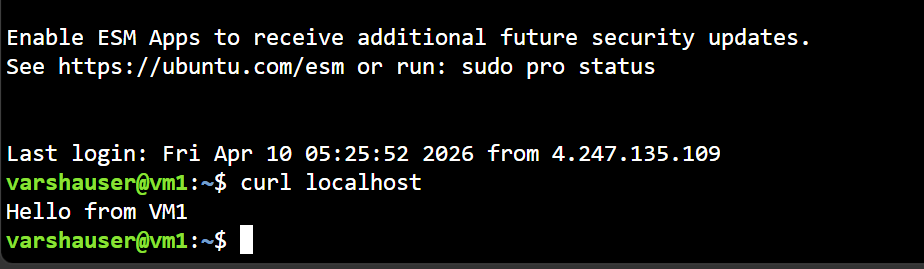 Enable ESM Apps to receive additional future security updates.
See https://ubuntu.com/esm or run: sudo pro status
Last login: Fri Apr 10 05:25:52 2026 from 4.247.135.109
varshauser@vm1:~$ curl localhost
Hello from VM1
varshauser@vm1:~$